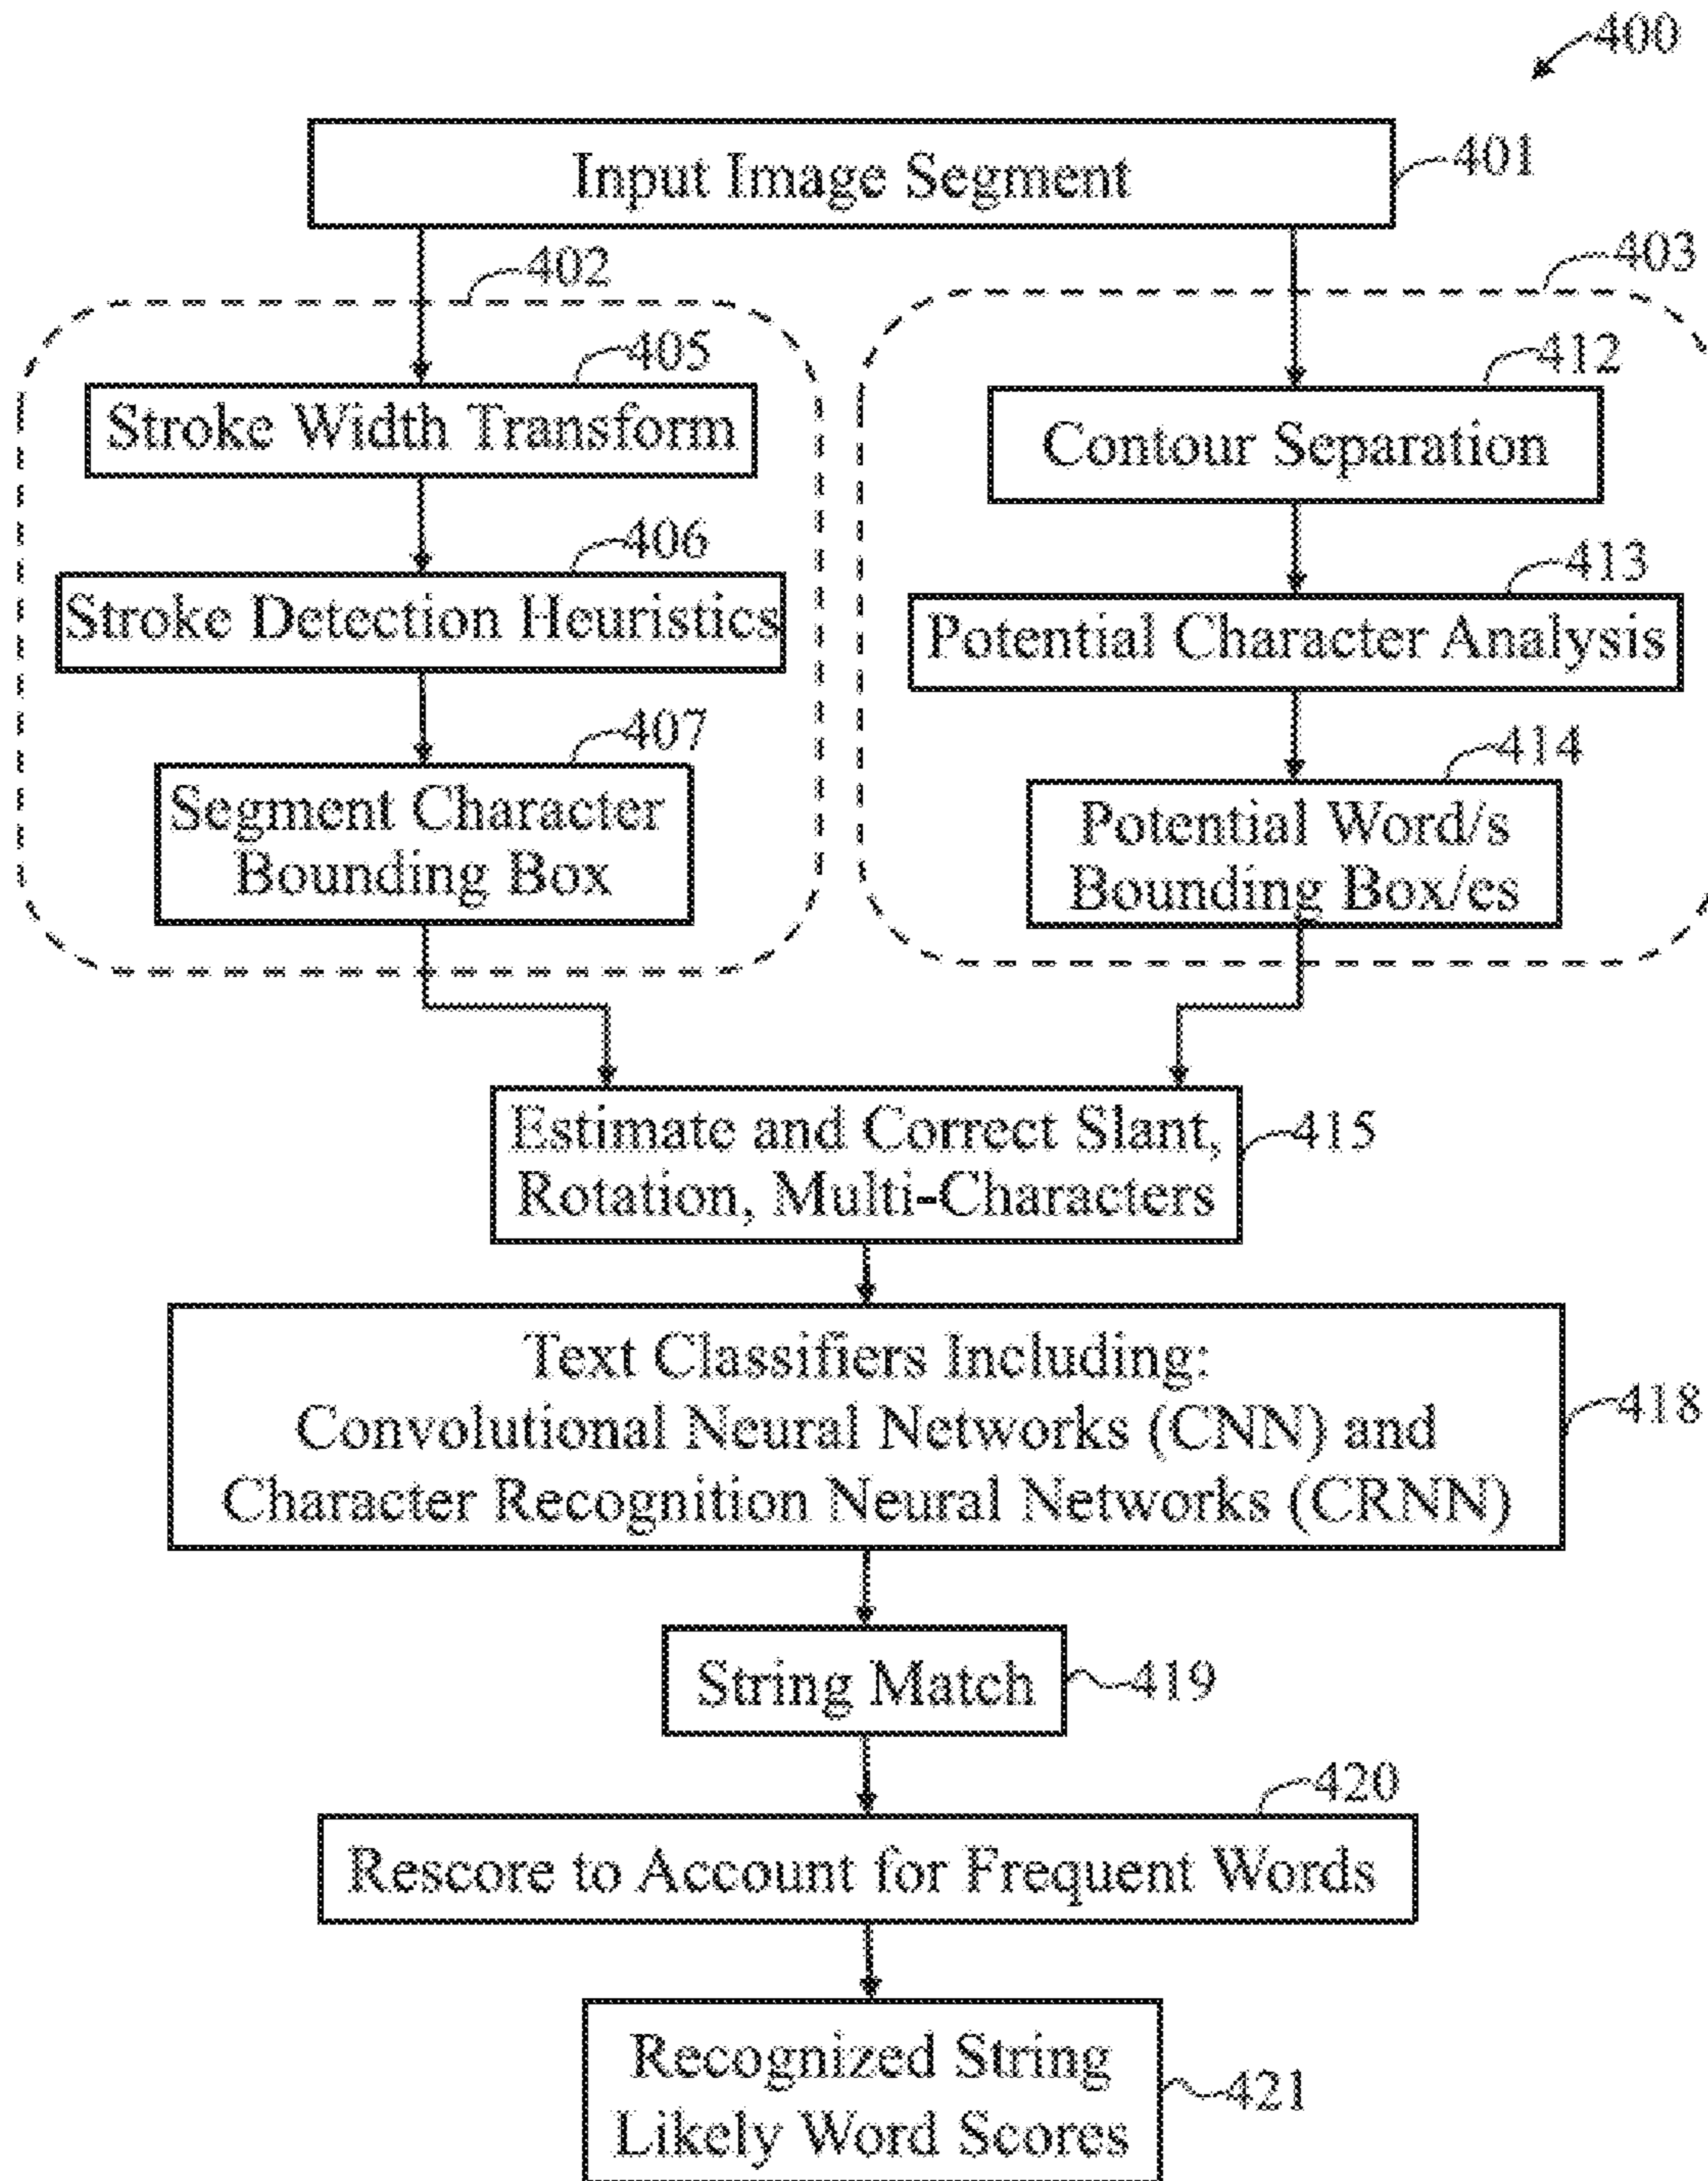 400
Input Image Segment
401
402
403
405
Stroke Width Transform
412
Contour Separation
406
Stroke Detection Heuristics
413
Potential Character Analysis
407
Segment Character
Bounding Box
414
Potential Word/s
Bounding Box/es
Estimate and Correct Slant,
Rotation, Multi-Characters
415
Text Classifiers Including:
Convolutional Neural Networks (CNN) and
Character Recognition Neural Networks (CRNN)
418
String Match
419
420
Rescore to Account for Frequent Words
Recognized String
Likely Word Scores
421